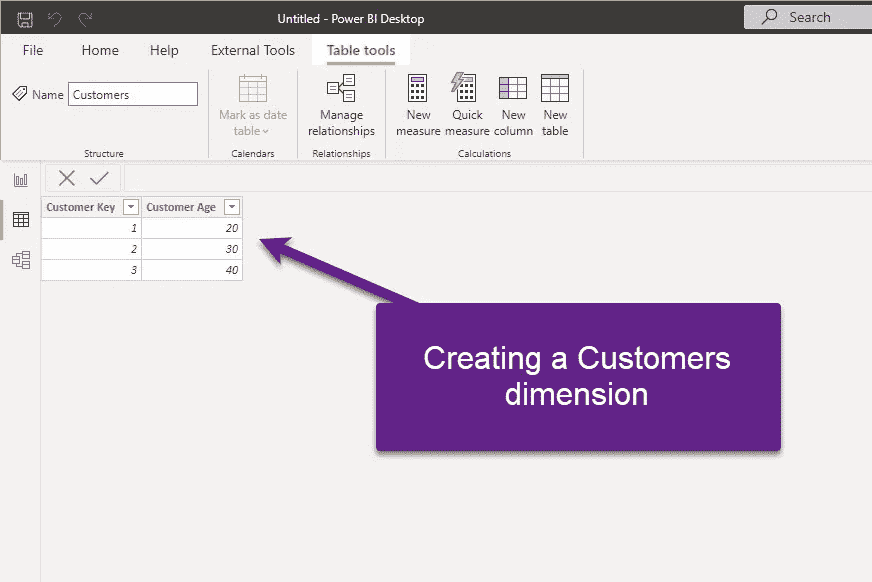 Untitled - Power BI Desktop
Search
File Home Help External Tools Table tools
Name Customers
Mark as date
table
Manage
relationships
New
measure
Quick
measure
New
column
New
table
Structure Calendars Relationships Calculations
Customer Key Customer Age
1 20
2 30
3 40
Creating a Customers
dimension